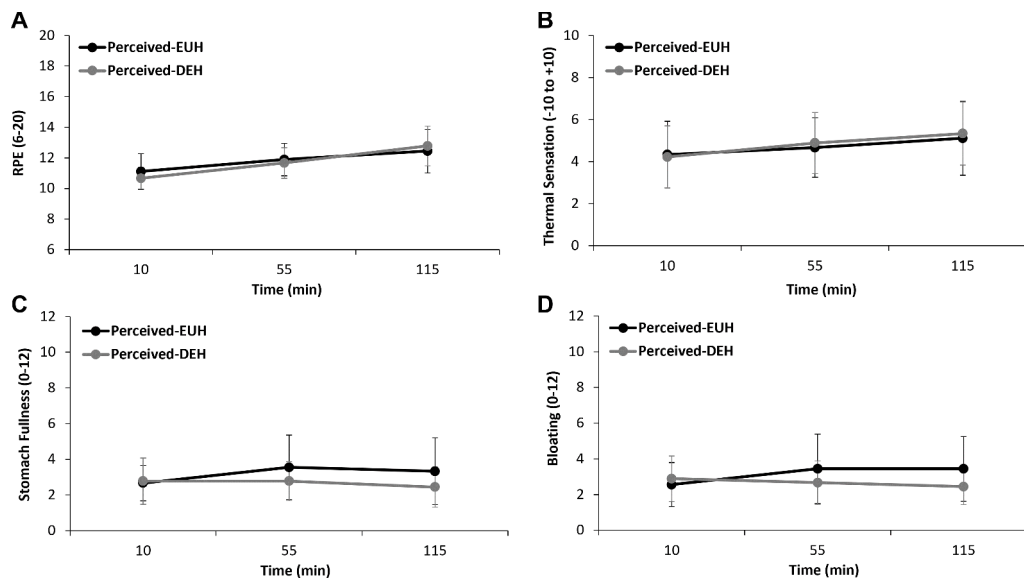 A
RPE (6-20)
20
18
16
14
12
10
8
6
Perceived-EUH
Perceived-DEH
10 55 115
Time (min)
B
Thermal Sensation (-10 to +10)
10
8
6
4
2
0
Perceived-EUH
Perceived-DEH
10 55 115
Time (min)
C
Stomach Fullness (0-12)
12
10
8
6
4
2
0
Perceived-EUH
Perceived-DEH
10 55 115
Time (min)
D
Bloating (0-12)
12
10
8
6
4
2
0
Perceived-EUH
Perceived-DEH
10 55 115
Time (min)